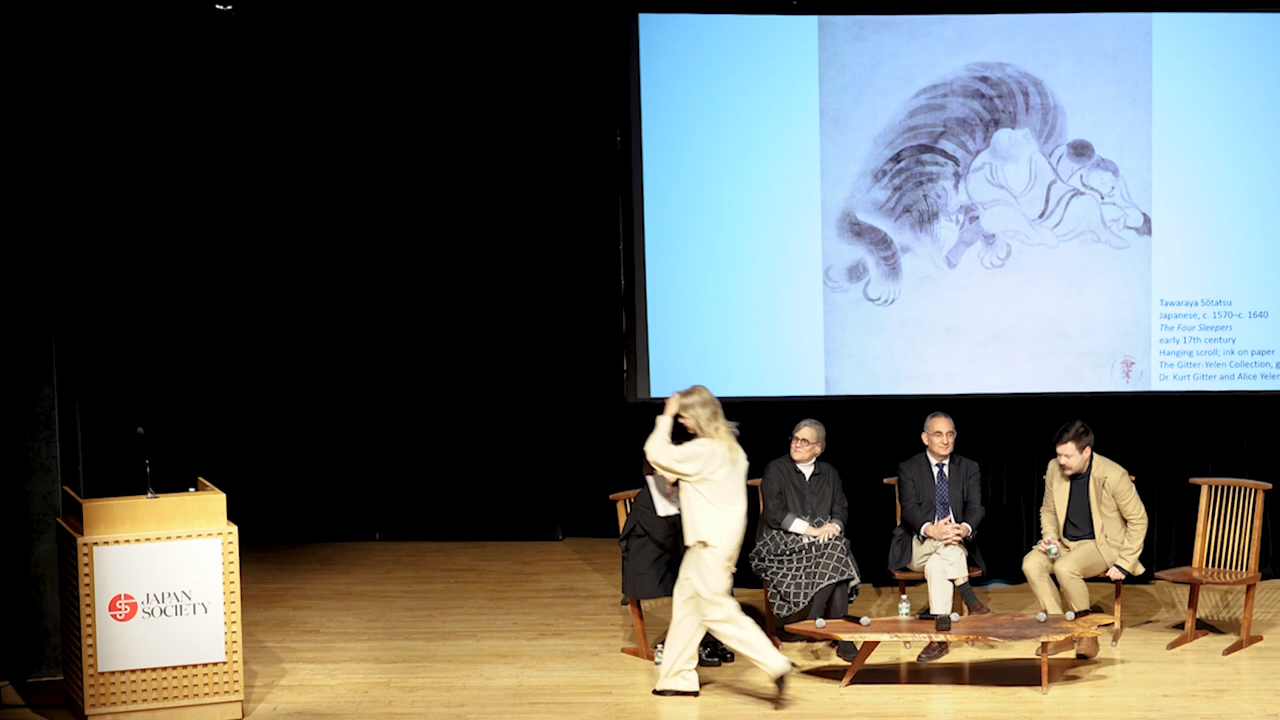 JAPAN
SOCIETY
Tawaraya Sōtatsu
Japanese, c. 1570–c. 1640
The Four Sleepers
early 17th century
Hanging scroll; ink on paper
The Gitter-Yelen Collection,
Dr. Kurt Gitter and Alice Yelen